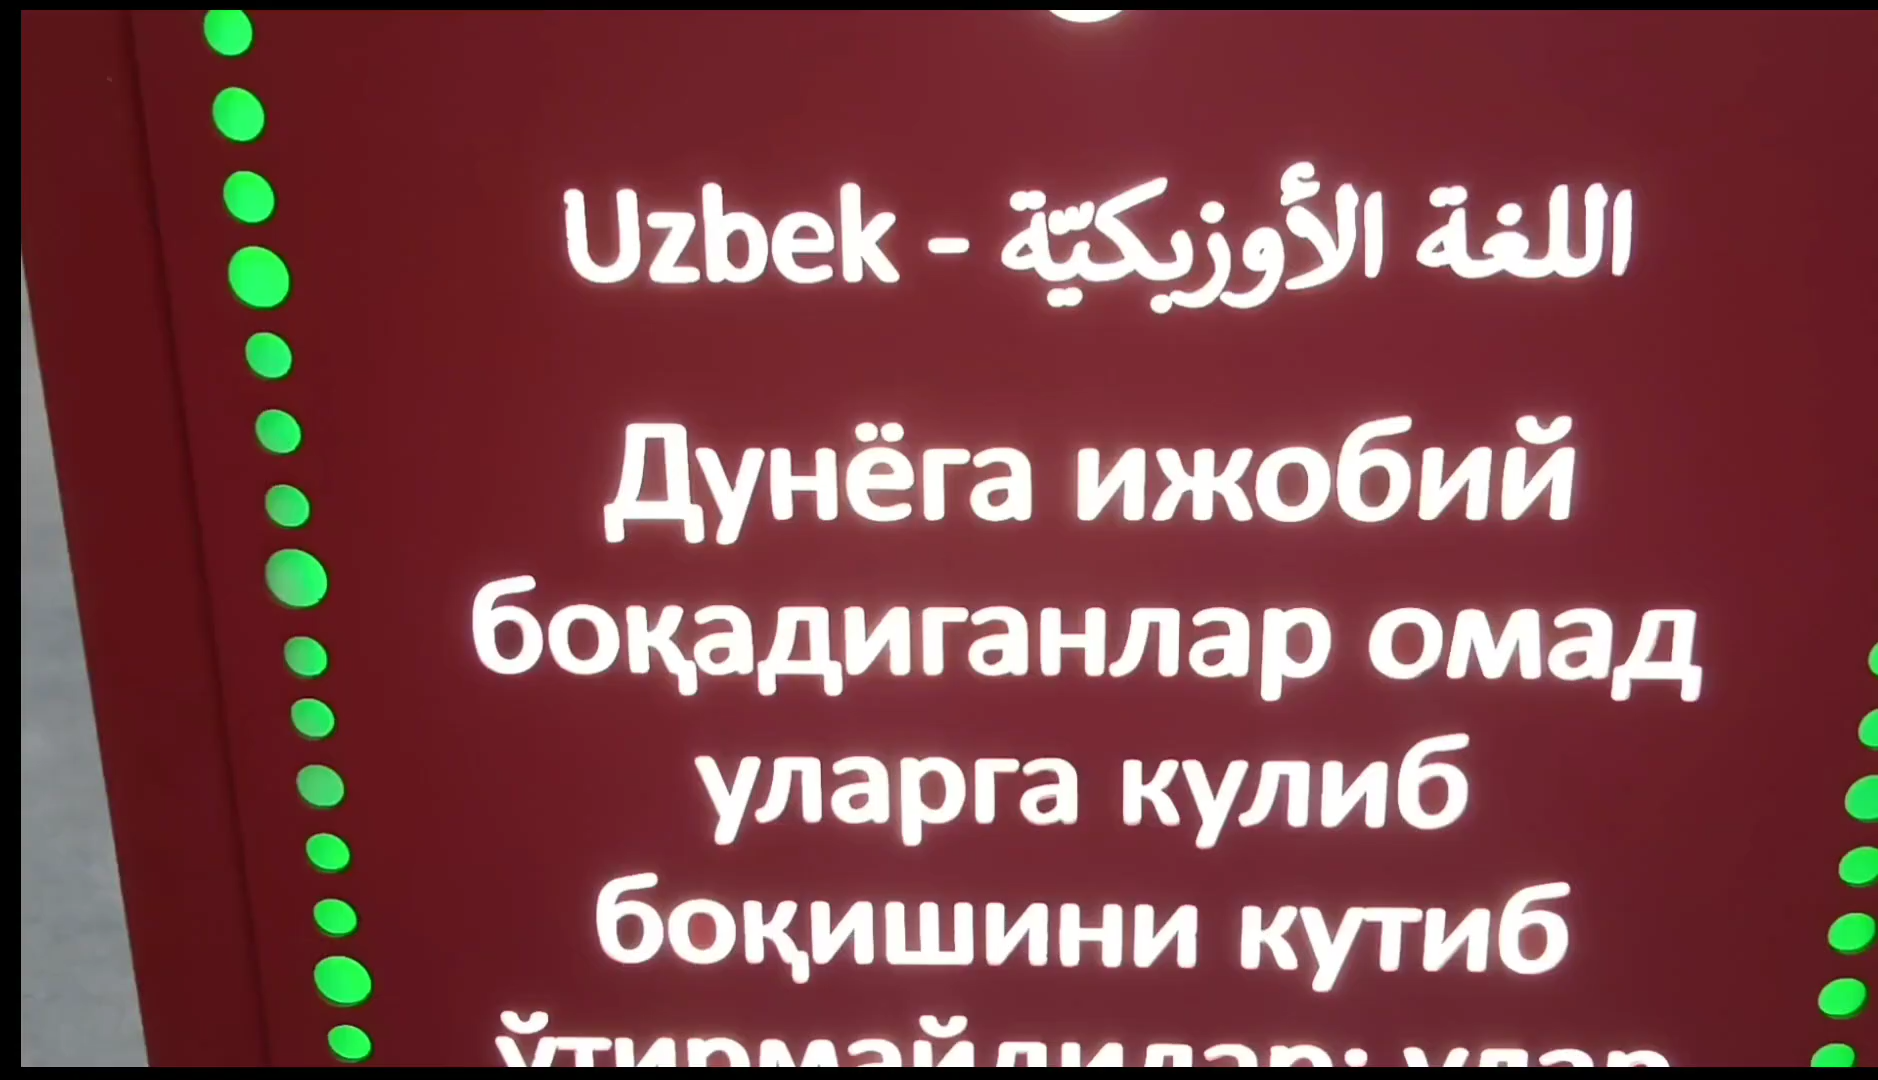 Uzbek - اللغة الأوزبكيّة
Дунёга ижобий
боқадиганлар омад
уларга кулиб
боқишини кутиб
ўтирмайдилар; улар